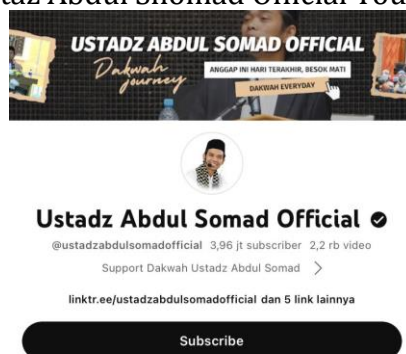 taz Abdul Shomad Official You
USTADZ ABDUL SOMAD OFFICIAL
Dakwah
journey
ANGGAP INI HARI TERAKHIR, BESOK MATI
DAKWAH EVERYDAY
Ustadz Abdul Somad Official
@ustadzabdulsomadofficial 3,96 jt subscriber 2,2 rb video
Support Dakwah Ustadz Abdul Somad >
linktr.ee/ustadzabdulsomadofficial dan 5 link lainnya
Subscribe